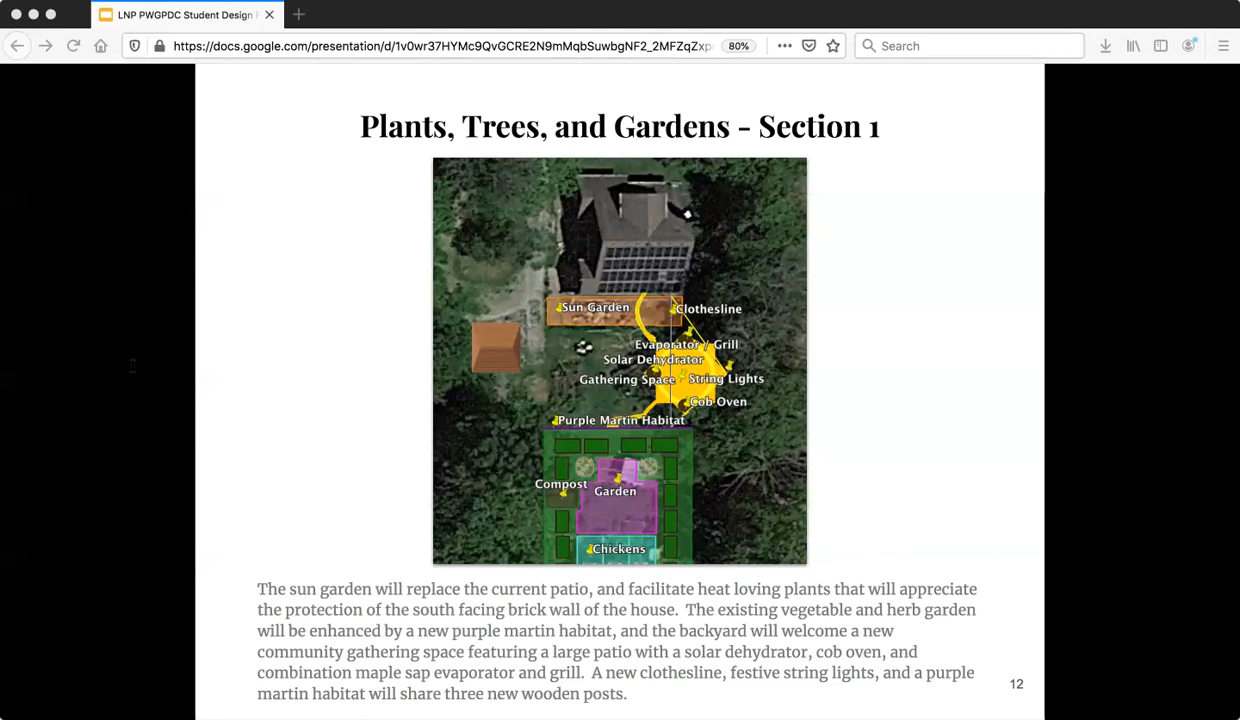 LNP PWGPDC Student Design
https://docs.google.com/presentation/d/1v0wr37HYMc9QvGCRE2N9mMqbSuwbgNF2_2MFZqZxp
80%
Search
Plants, Trees, and Gardens - Section 1
Sun Garden
Clothesline
Evaporator / Grill
Solar Dehydrator
Gathering Space
String Lights
Cob Oven
Purple Martin Habitat
Compost
Garden
Chickens
The sun garden will replace the current patio, and facilitate heat loving plants that will appreciate
the protection of the south facing brick wall of the house. The existing vegetable and herb garden
will be enhanced by a new purple martin habitat, and the backyard will welcome a new
community gathering space featuring a large patio with a solar dehydrator, cob oven, and
combination maple sap evaporator and grill. A new clothesline, festive string lights, and a purple
martin habitat will share three new wooden posts.
12